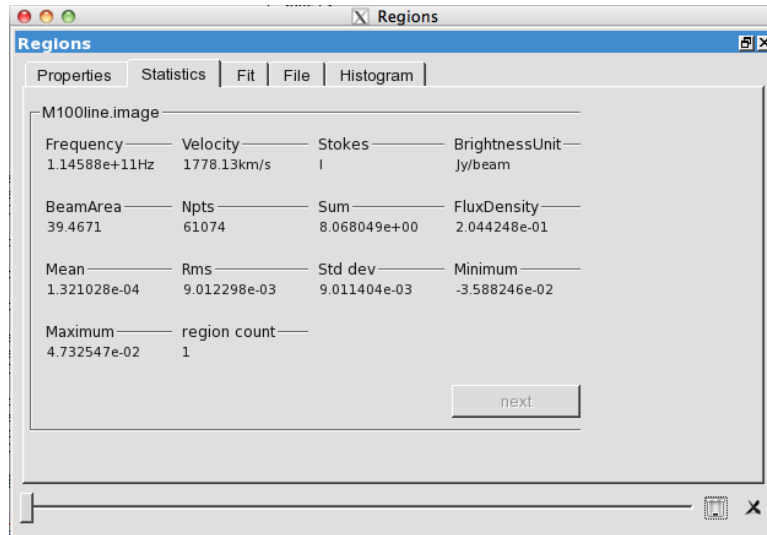 Regions
Regions
Properties Statistics Fit File Histogram
M100line.image
Frequency Velocity Stokes BrightnessUnit
1.14588e+11Hz 1778.13km/s I Jy/beam
BeamArea Npts Sum FluxDensity
39.4671 61074 8.068049e+00 2.044248e-01
Mean Rms Std dev Minimum
1.321028e-04 9.012298e-03 9.011404e-03 -3.588246e-02
Maximum region count
4.732547e-02 1
next